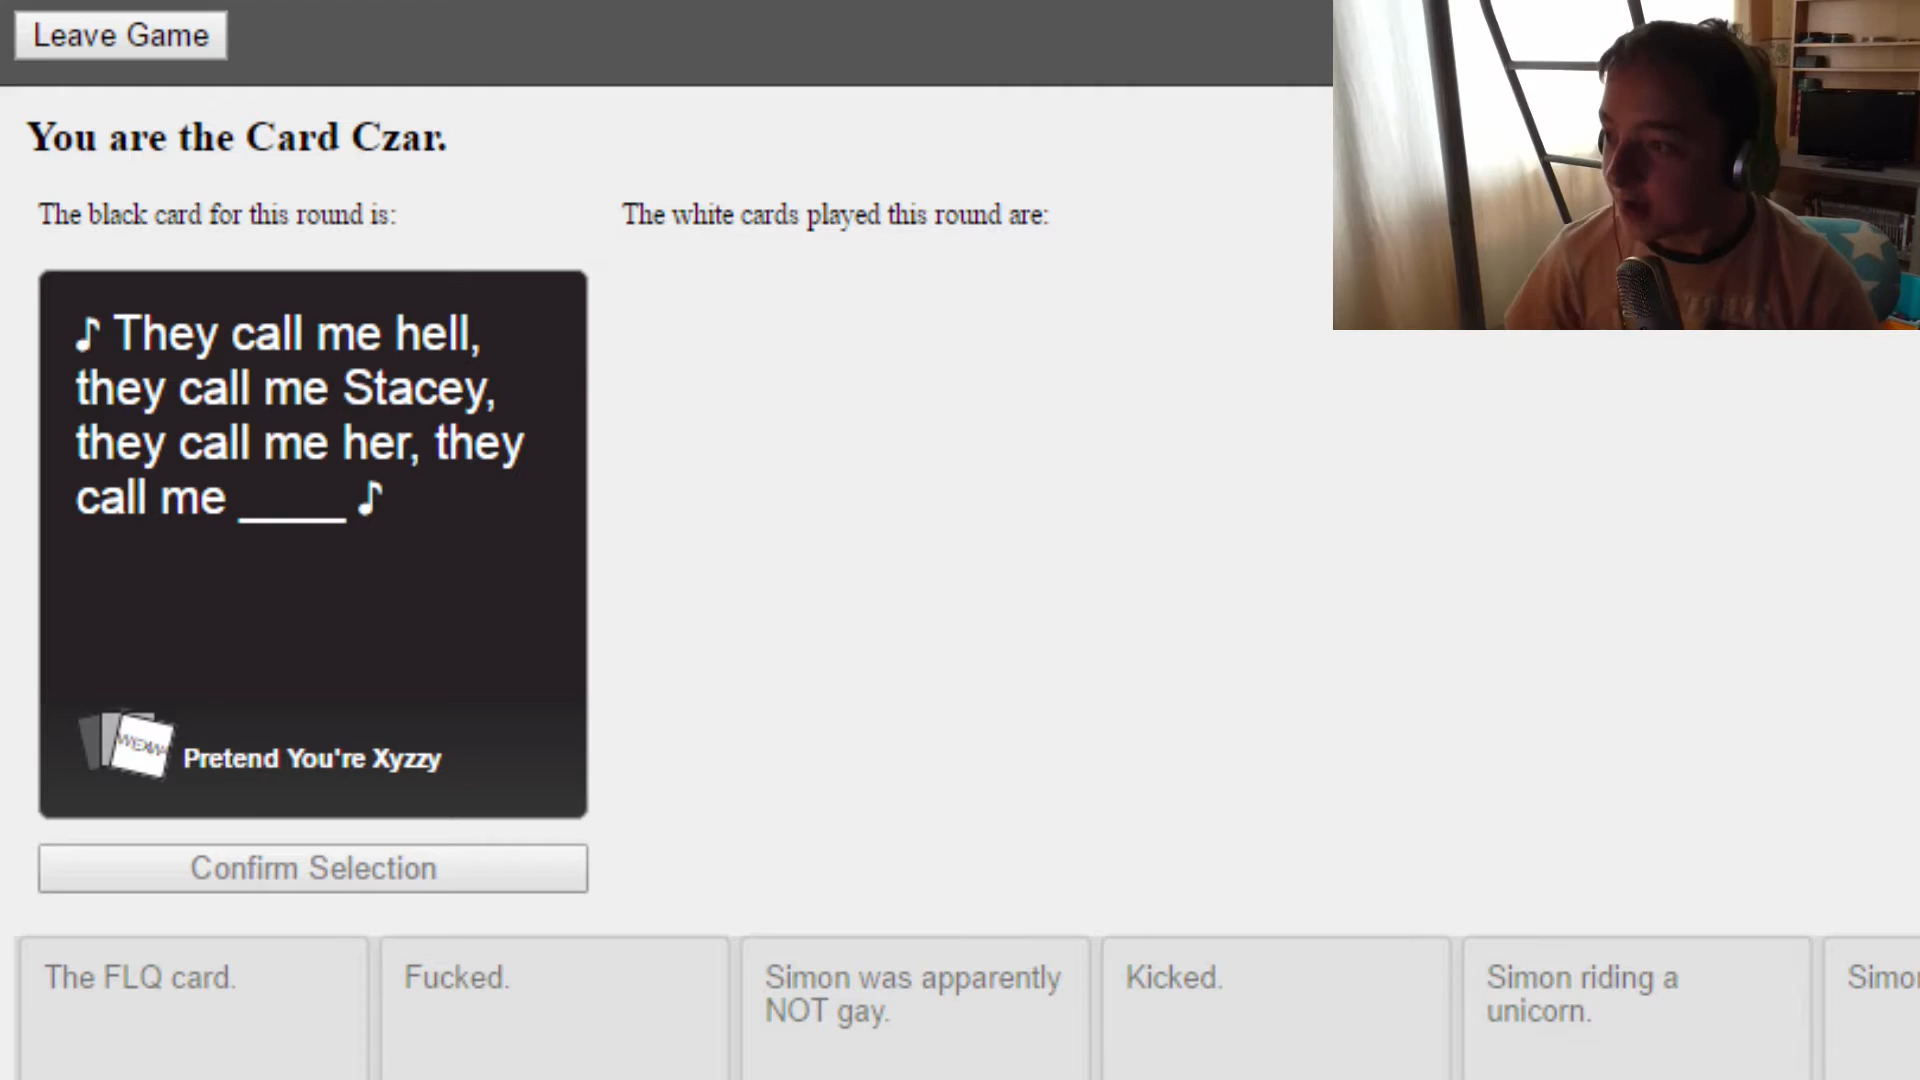 Leave Game
You are the Card Czar.
The black card for this round is:
The white cards played this round are:
♪ They call me hell,
they call me Stacey,
they call me her, they
call me ____ ♪
Pretend You're Xyzzy
Confirm Selection
The FLQ card.
Fucked.
Simon was apparently
NOT gay.
Kicked.
Simon riding a
unicorn.